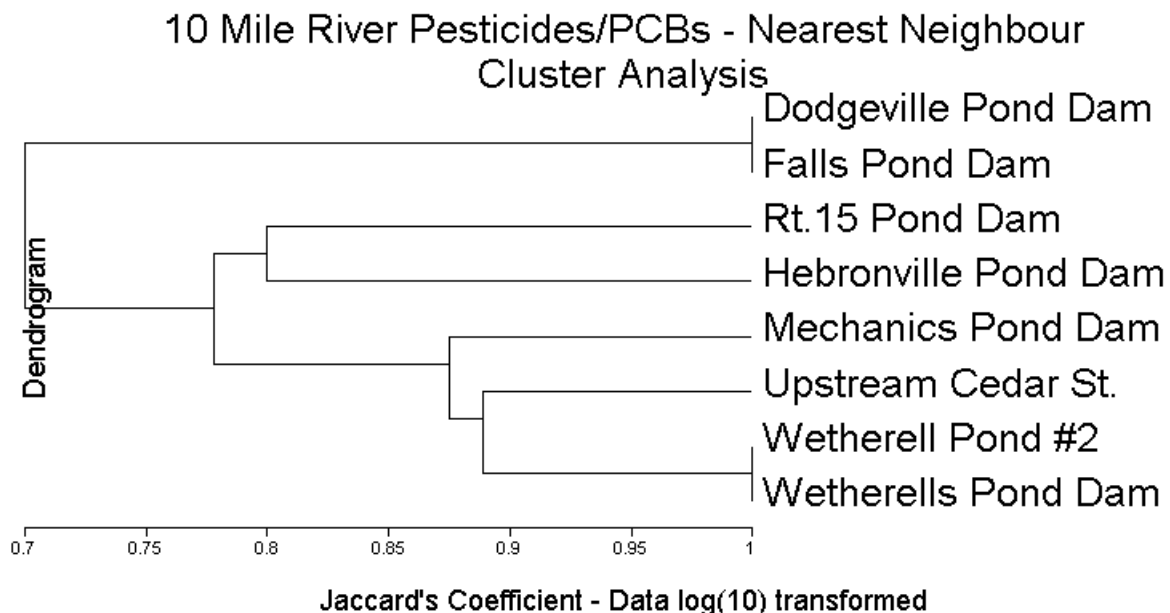 10 Mile River Pesticides/PCBs - Nearest Neighbour
Cluster Analysis
Dodgeville Pond Dam
Falls Pond Dam
Rt.15 Pond Dam
Hebronville Pond Dam
Mechanics Pond Dam
Upstream Cedar St.
Wetherell Pond #2
Wetherells Pond Dam
Dendrogram
0.7 0.75 0.8 0.85 0.9 0.95 1
Jaccard's Coefficient - Data log(10) transformed